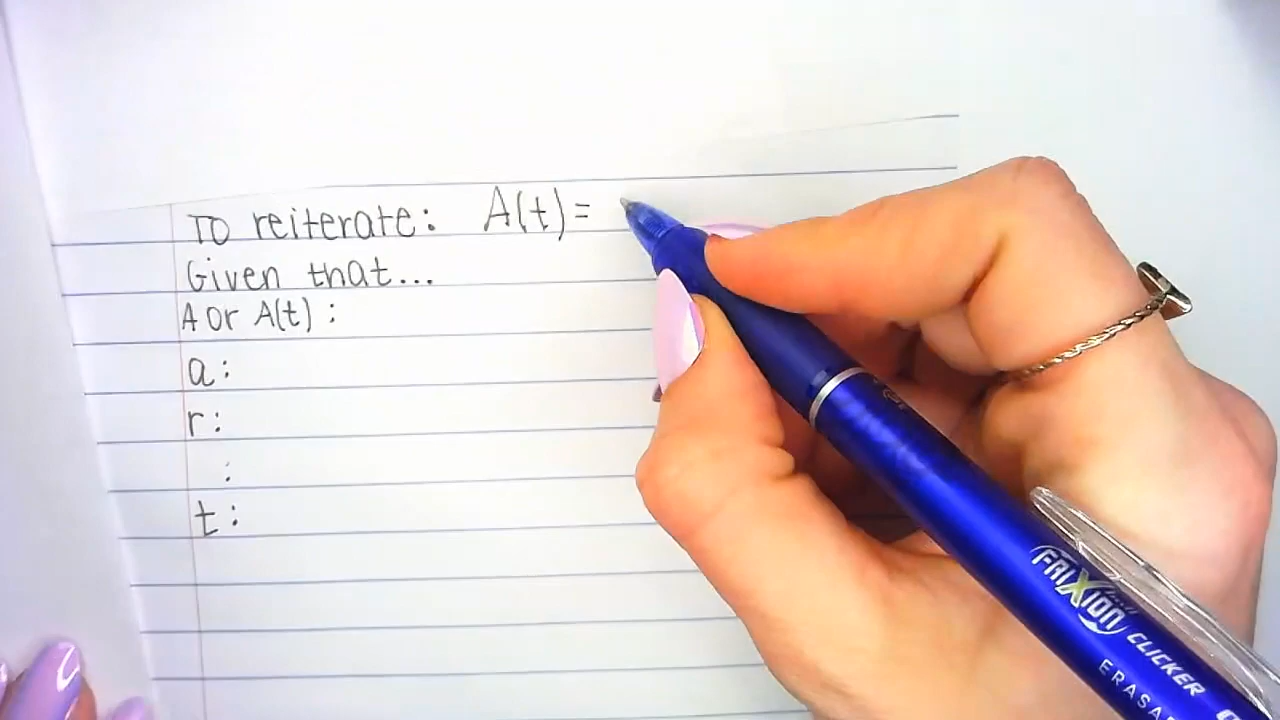 To reiterate: A(t)=
Given that...
A or A(t) :
a:
r:
:
t:
FRIXION CLICKER
ERASA